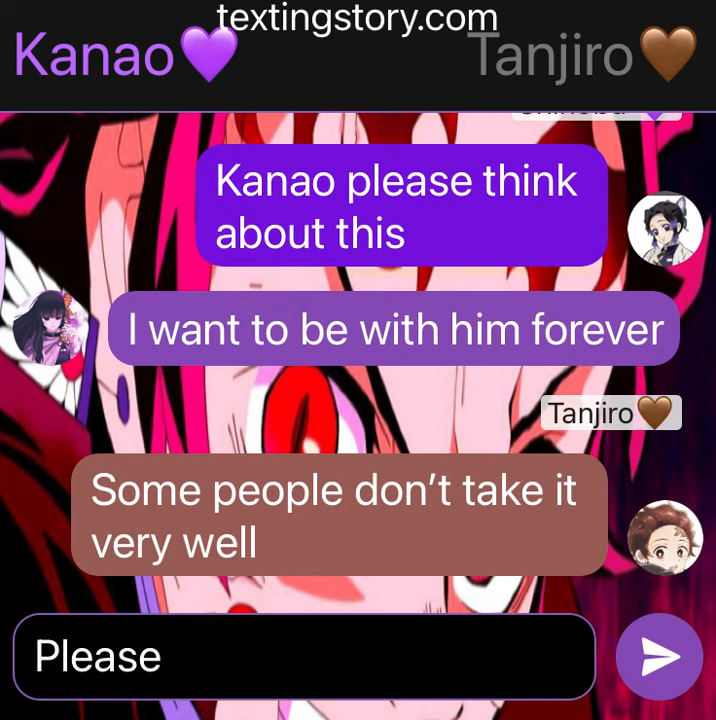 textingstory.com
Kanao💜
Tanjiro🤎
Kanao please think
about this
I want to be with him forever
Tanjiro🤎
Some people don't take it
very well
Please